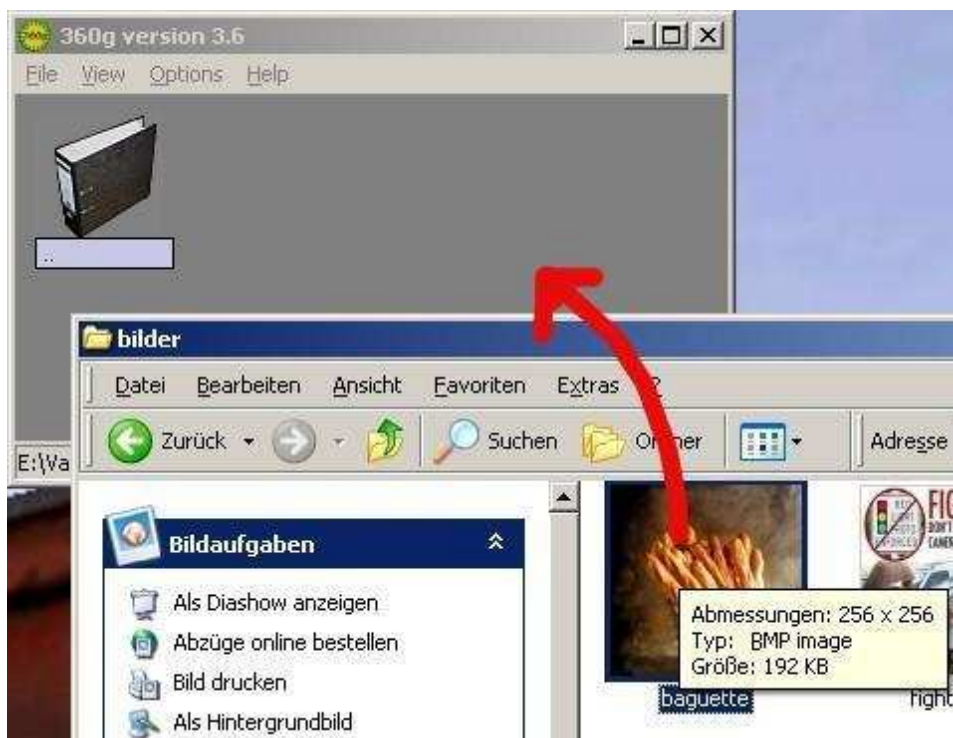 360g version 3.6
File View Options Help
..
bilder
Datei Bearbeiten Ansicht Favoriten Extras ?
Zurück Suchen Ordner Adresse
E:\Va
Bildaufgaben
Als Diashow anzeigen
Abzüge online bestellen
Bild drucken
Als Hintergrundbild
FIG
DON'T
Abmessungen: 256 x 256
Typ: BMP image
Größe: 192 KB
baguette